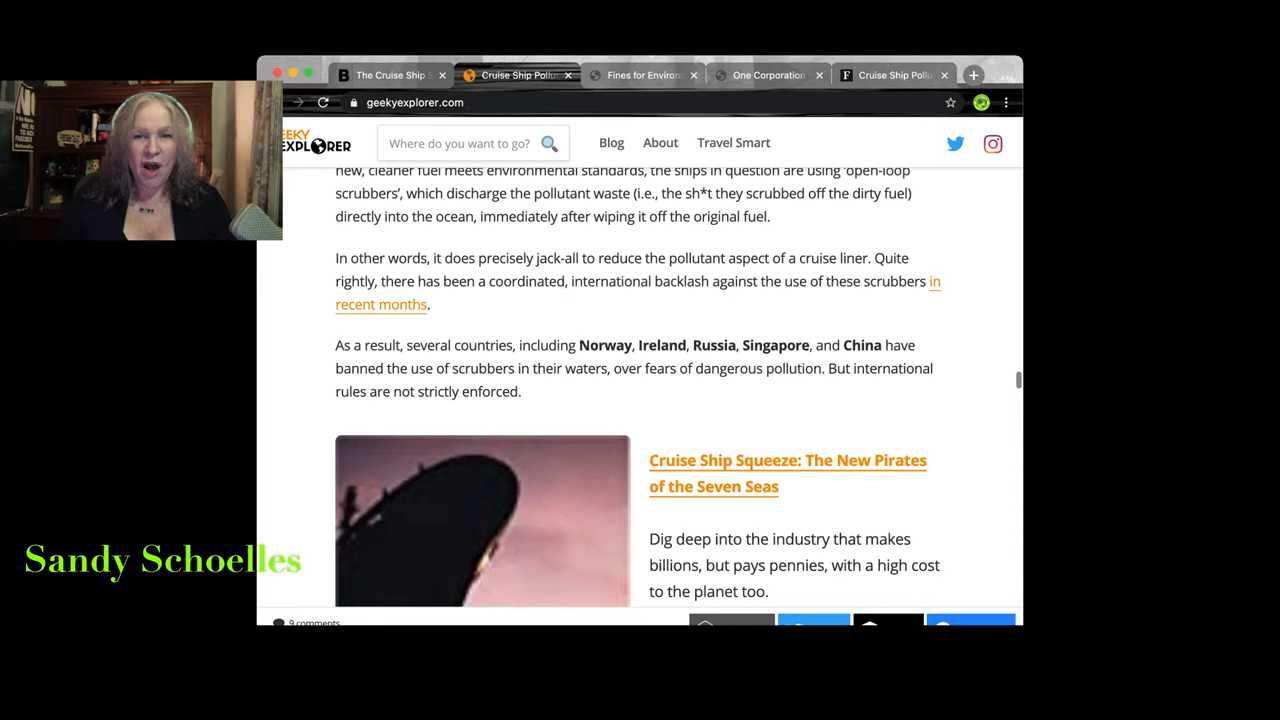 The Cruise Ship
Cruise Ship Pollu
Fines for Environ
One Corporation
Cruise Ship Pollu
geekyexplorer.com
EEKY
EXPLORER
Where do you want to go?
Blog
About
Travel Smart
new, cleaner fuel meets environmental standards, the ships in question are using 'open-loop
scrubbers', which discharge the pollutant waste (i.e., the sh*t they scrubbed off the dirty fuel)
directly into the ocean, immediately after wiping it off the original fuel.
In other words, it does precisely jack-all to reduce the pollutant aspect of a cruise liner. Quite
rightly, there has been a coordinated, international backlash against the use of these scrubbers in
recent months.
As a result, several countries, including Norway, Ireland, Russia, Singapore, and China have
banned the use of scrubbers in their waters, over fears of dangerous pollution. But international
rules are not strictly enforced.
Cruise Ship Squeeze: The New Pirates
of the Seven Seas
Dig deep into the industry that makes
billions, but pays pennies, with a high cost
to the planet too.
9 comments
Sandy Schoelles